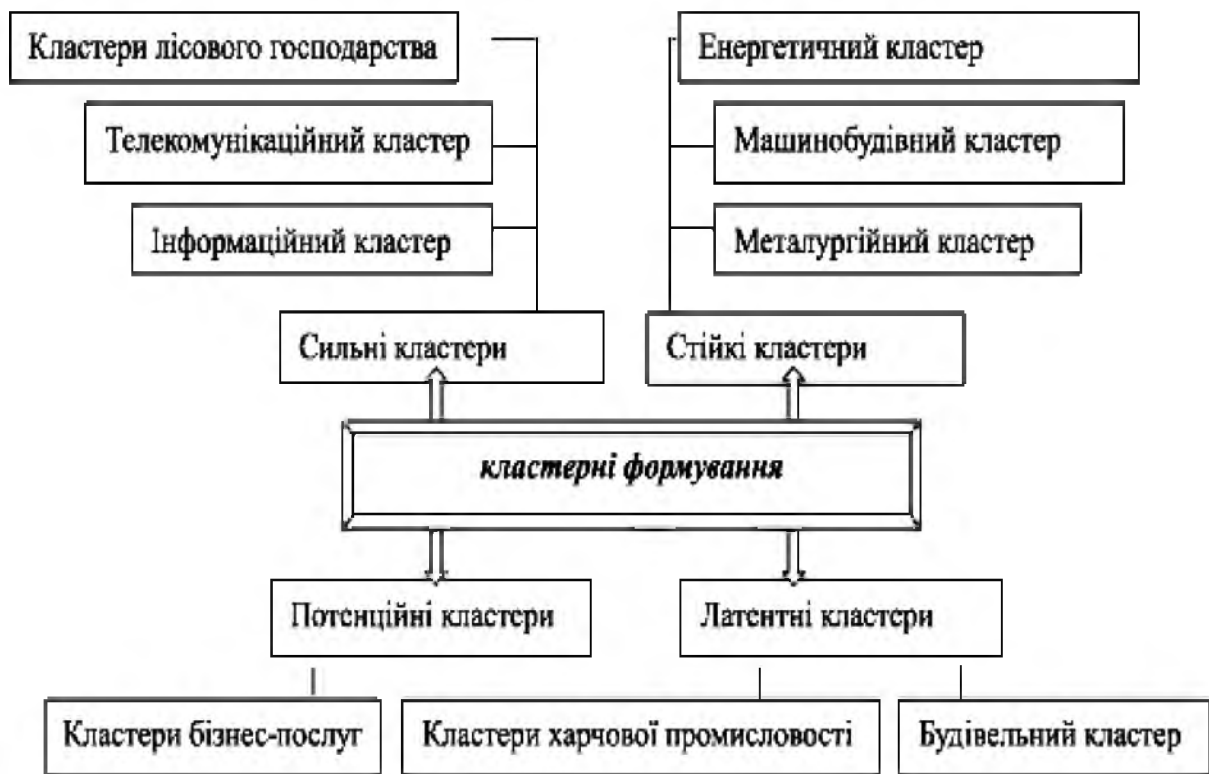 Кластери лісового господарства
Енергетичний кластер
Телекомунікаційний кластер
Машинобудівний кластер
Інформаційний кластер
Металургійний кластер
Сильні кластери
Стійкі кластери
кластерні формування
Потенційні кластери
Латентні кластери
Кластери бізнес-послуг
Кластери харчової промисловості
Будівельний кластер